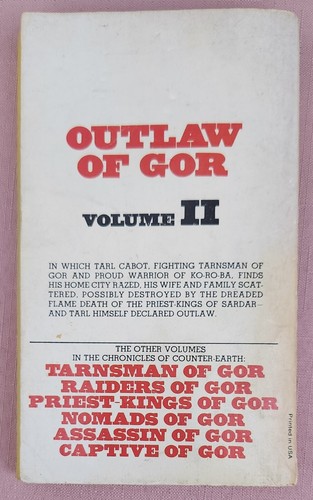 OUTLAW
OF GOR
VOLUME II
IN WHICH TARL CABOT, FIGHTING TARNSMAN OF
GOR AND PROUD WARRIOR OF KO-RO-BA, FINDS
HIS HOME CITY RAZED, HIS WIFE AND FAMILY SCAT-
TERED, POSSIBLY DESTROYED BY THE DREADED
FLAME DEATH OF THE PRIEST-KINGS OF SARDAR—
AND TARL HIMSELF DECLARED OUTLAW.
THE OTHER VOLUMES
IN THE CHRONICLES OF COUNTER-EARTH:
TARNSMAN OF GOR
RAIDERS OF GOR
PRIEST-KINGS OF GOR
NOMADS OF GOR
ASSASSIN OF GOR
CAPTIVE OF GOR
Printed in USA